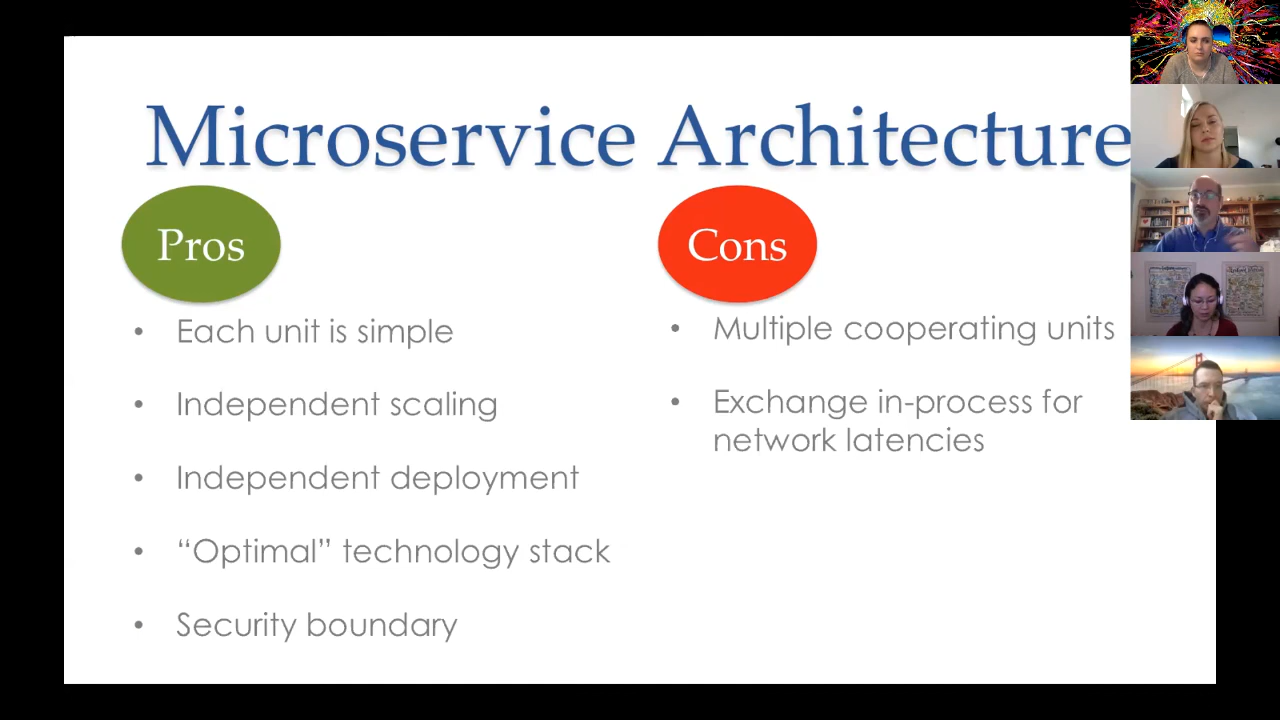 Microservice Architecture
Pros
• Each unit is simple
• Independent scaling
• Independent deployment
• “Optimal” technology stack
• Security boundary
Cons
• Multiple cooperating units
• Exchange in-process for
network latencies